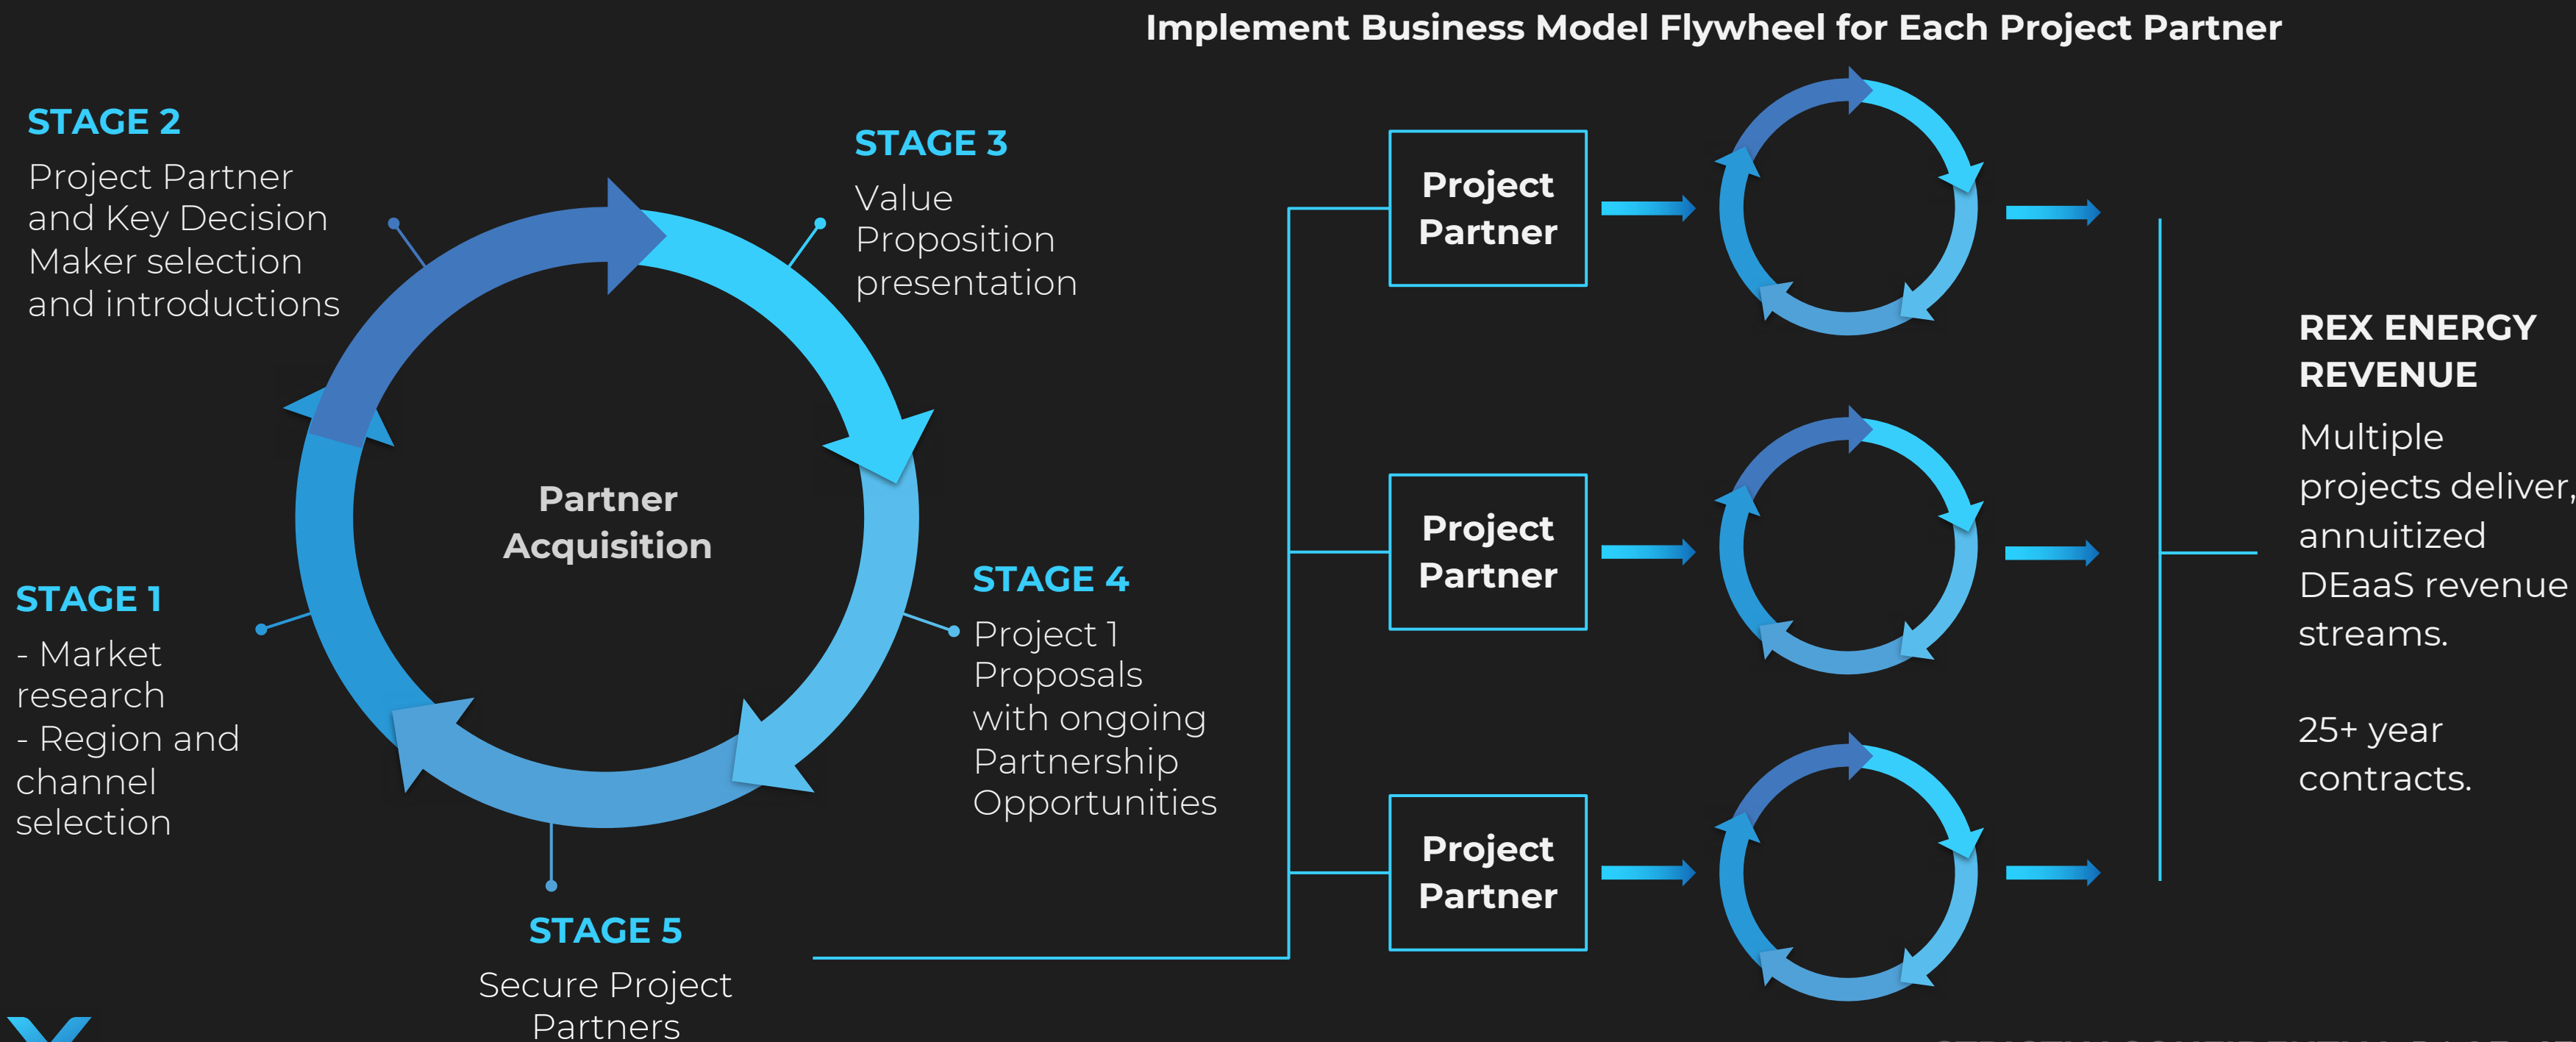 Implement Business Model Flywheel for Each Project Partner
STAGE 2
Project Partner
and Key Decision
Maker selection
and introductions
STAGE 3
Value
Proposition
presentation
Partner
Acquisition
STAGE 1
- Market
research
- Region and
channel
selection
STAGE 4
Project 1
Proposals
with ongoing
Partnership
Opportunities
STAGE 5
Secure Project
Partners
Project
Partner
Project
Partner
Project
Partner
REX ENERGY
REVENUE
Multiple
projects deliver,
annuitized
DEaaS revenue
streams.
25+ year
contracts.